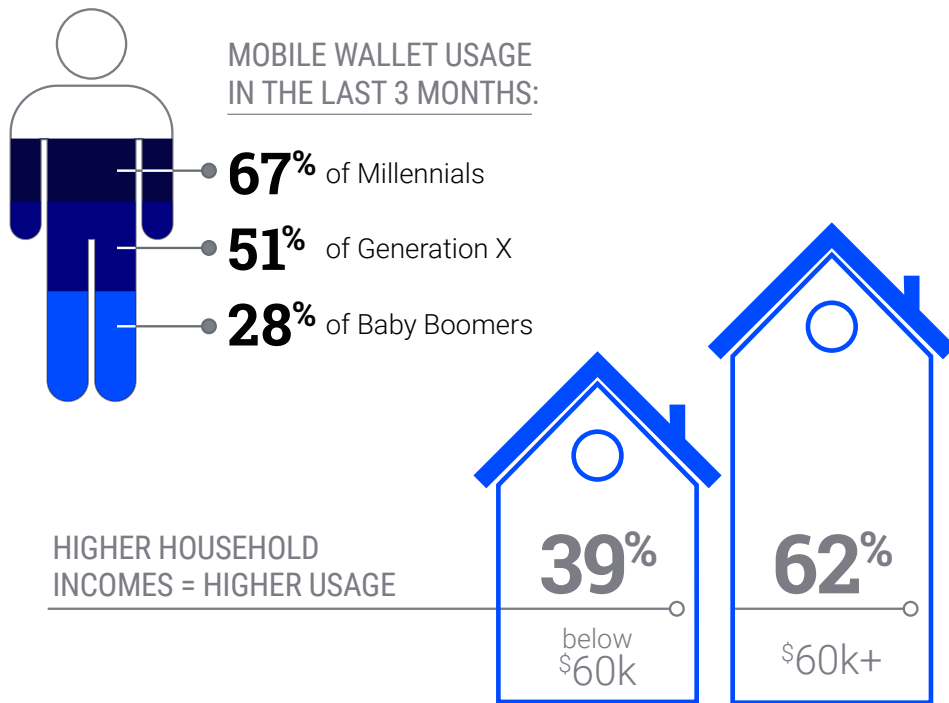 MOBILE WALLET USAGE
IN THE LAST 3 MONTHS:
67% of Millennials
51% of Generation X
28% of Baby Boomers
HIGHER HOUSEHOLD
INCOMES = HIGHER USAGE
39%
below
$60k
62%
$60k+